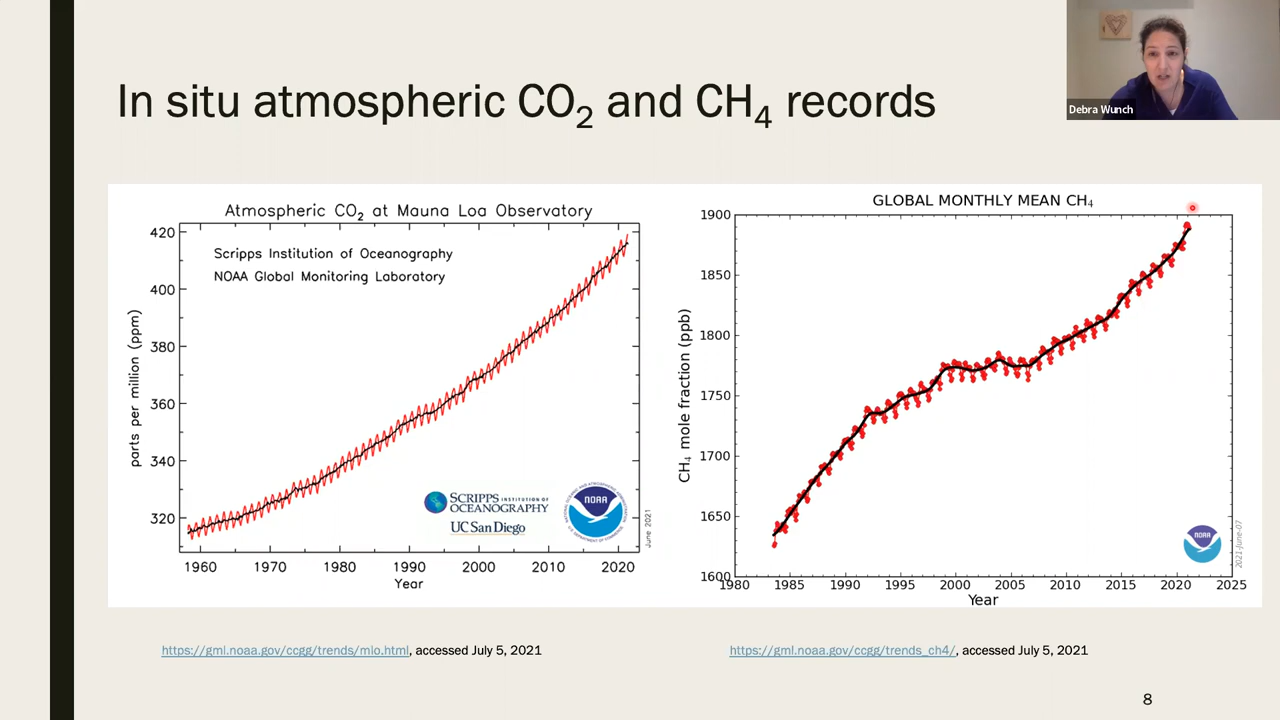 In situ atmospheric CO₂ and CH₄ records
Debra Wunch
Atmospheric CO₂ at Mauna Loa Observatory
Scripps Institution of Oceanography
NOAA Global Monitoring Laboratory
parts per million (ppm)
420
400
380
360
340
320
1960 1970 1980 1990 2000 2010 2020
Year
SCRIPPS INSTITUTION OF
OCEANOGRAPHY
UC San Diego
NOAA
June 2021
GLOBAL MONTHLY MEAN CH₄
CH₄ mole fraction (ppb)
1900
1850
1800
1750
1700
1650
1600
1980 1985 1990 1995 2000 2005 2010 2015 2020 2025
Year
NOAA
2021-June-07
https://gml.noaa.gov/ccgg/trends/mlo.html, accessed July 5, 2021
https://gml.noaa.gov/ccgg/trends_ch4/, accessed July 5, 2021
8